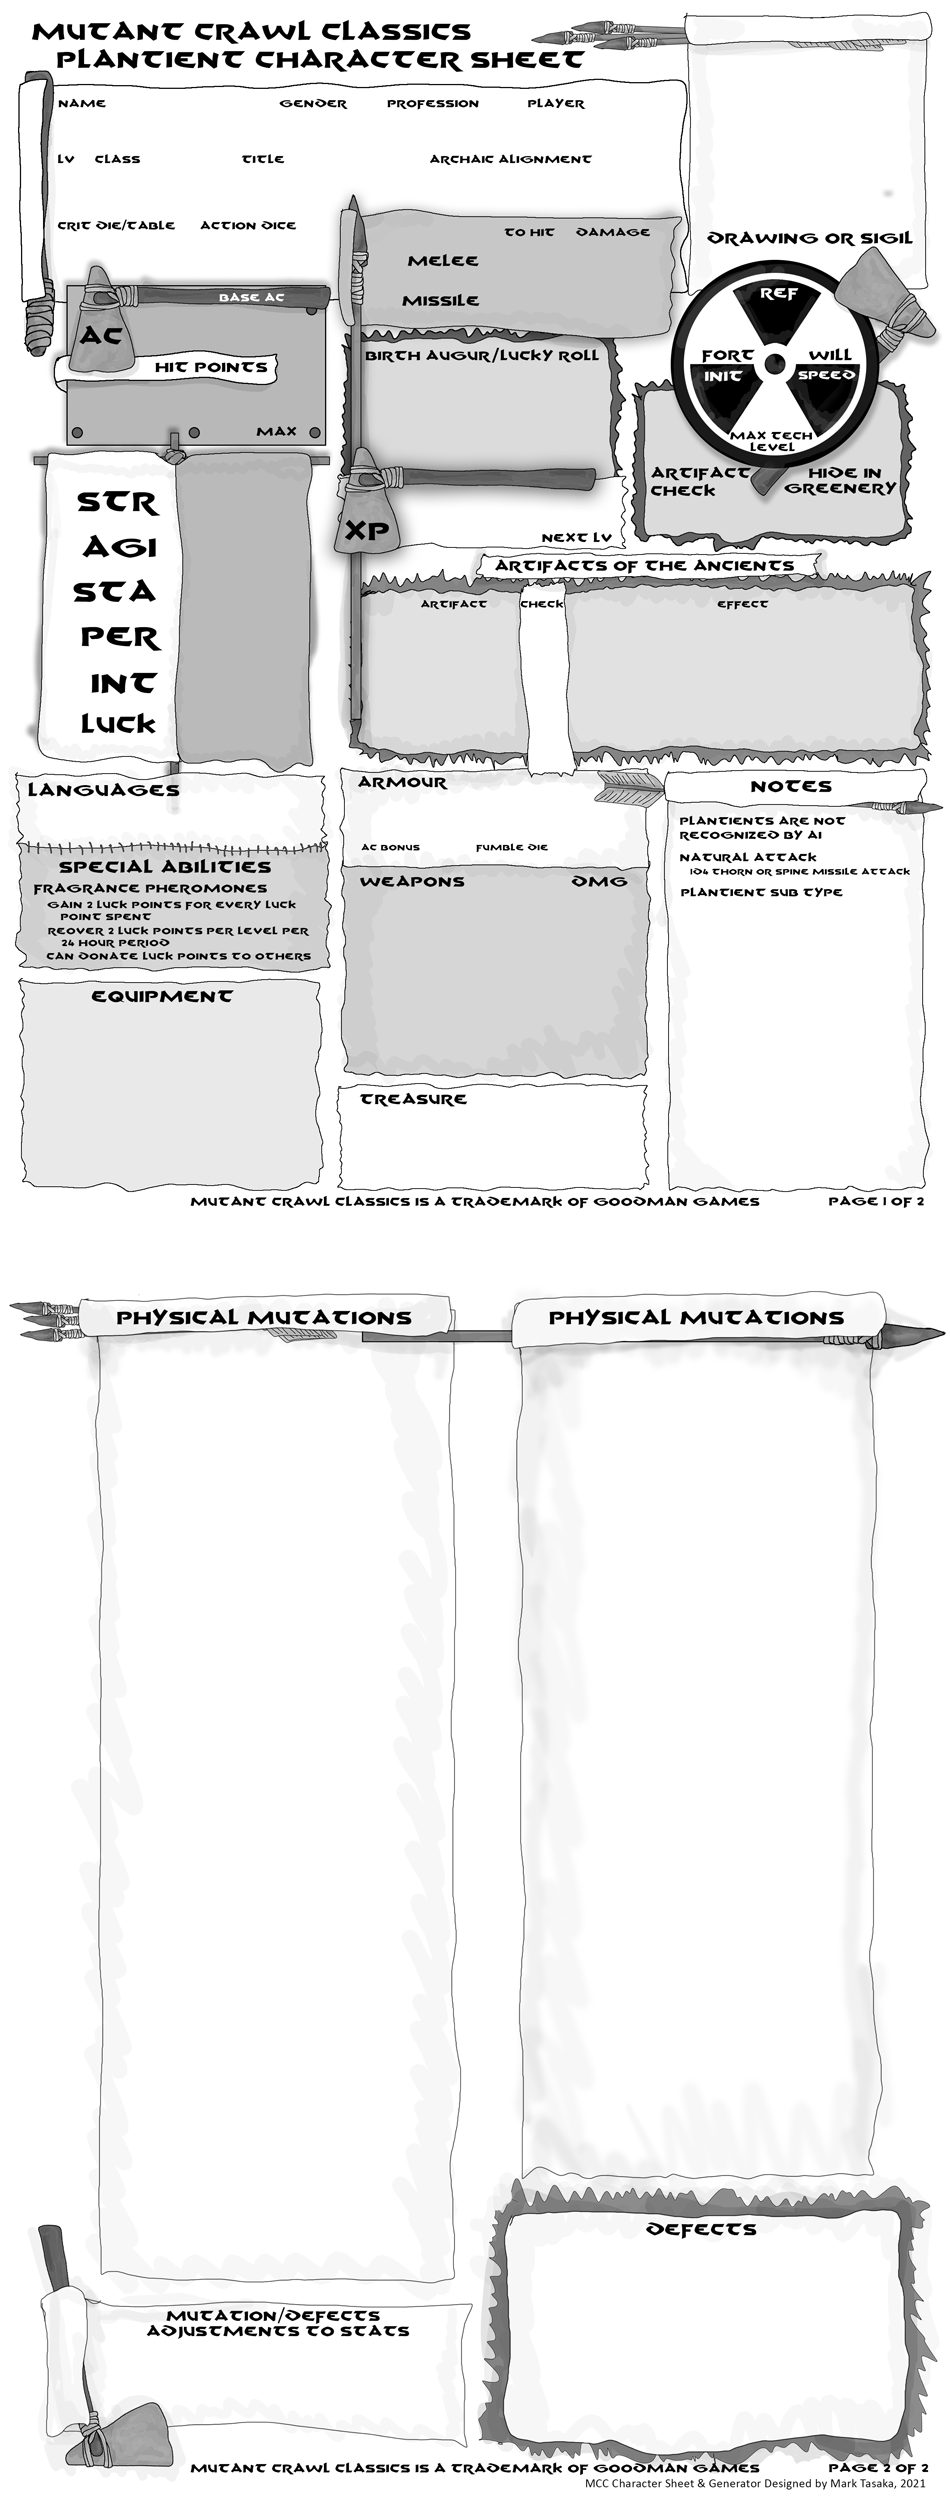 MUTANT CRAWL CLASSICS
PLANTIENT CHARACTER SHEET
NAME GENDER PROFESSION PLAYER
LV CLASS TITLE ARCHAIC ALIGNMENT
CRIT DIE/TABLE ACTION DICE
DRAWING OR SIGIL
TO HIT DAMAGE
MELEE
MISSILE
BASE AC
AC
HIT POINTS
MAX
BIRTH AUGUR/LUCKY ROLL
REF
FORT WILL
INIT SPEED
MAX TECH
LEVEL
ARTIFACT
CHECK
HIDE IN
GREENERY
XP
NEXT LV
STR
AGI
STA
PER
INT
LUCK
ARTIFACTS OF THE ANCIENTS
ARTIFACT CHECK EFFECT
LANGUAGES
SPECIAL ABILITIES
FRAGRANCE PHEROMONES
GAIN 2 LUCK POINTS FOR EVERY LUCK
POINT SPENT
REOVER 2 LUCK POINTS PER LEVEL PER
24 HOUR PERIOD
CAN DONATE LUCK POINTS TO OTHERS
EQUIPMENT
ARMOUR
AC BONUS FUMBLE DIE
WEAPONS DMG
TREASURE
NOTES
PLANTIENTS ARE NOT
RECOGNIZED BY AI
NATURAL ATTACK
1D4 THORN OR SPINE MISSILE ATTACK
PLANTIENT SUB TYPE
MUTANT CRAWL CLASSICS IS A TRADEMARK OF GOODMAN GAMES PAGE 1 OF 2
PHYSICAL MUTATIONS PHYSICAL MUTATIONS
DEFECTS
MUTATION/DEFECTS
ADJUSTMENTS TO STATS
MUTANT CRAWL CLASSICS IS A TRADEMARK OF GOODMAN GAMES PAGE 2 OF 2
MCC Character Sheet & Generator Designed by Mark Tasaka, 2021